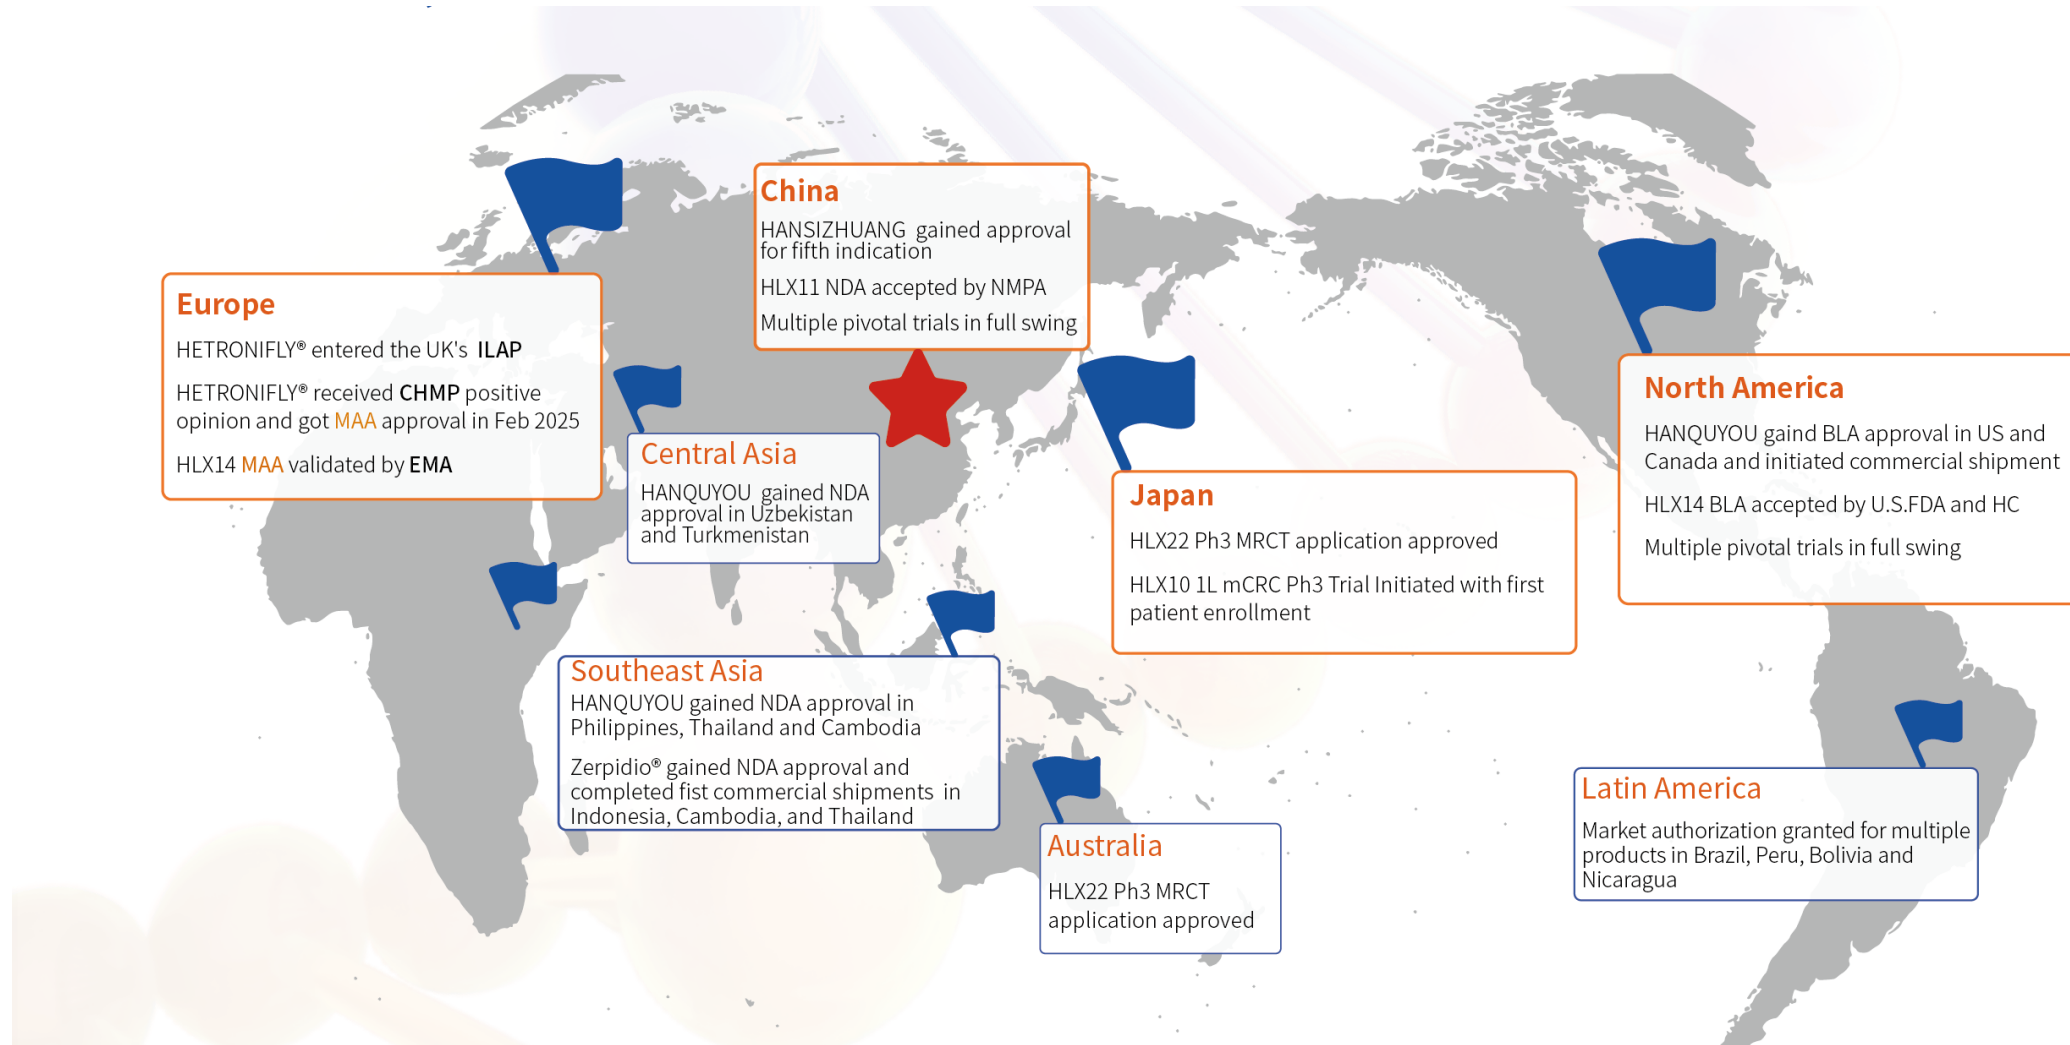 China
HANSIZHUANG gained approval
for fifth indication
HLX11 NDA accepted by NMPA
Multiple pivotal trials in full swing
Europe
HETRONIFLY® entered the UK's ILAP
HETRONIFLY® received CHMP positive
opinion and got MAA approval in Feb 2025
HLX14 MAA validated by EMA
Central Asia
HANQUYOU gained NDA
approval in Uzbekistan
and Turkmenistan
Japan
HLX22 Ph3 MRCT application approved
HLX10 1L mCRC Ph3 Trial Initiated with first
patient enrollment
North America
HANQUYOU gaind BLA approval in US and
Canada and initiated commercial shipment
HLX14 BLA accepted by U.S.FDA and HC
Multiple pivotal trials in full swing
Southeast Asia
HANQUYOU gained NDA approval in
Philippines, Thailand and Cambodia
Zerpidio® gained NDA approval and
completed fist commercial shipments in
Indonesia, Cambodia, and Thailand
Australia
HLX22 Ph3 MRCT
application approved
Latin America
Market authorization granted for multiple
products in Brazil, Peru, Bolivia and
Nicaragua